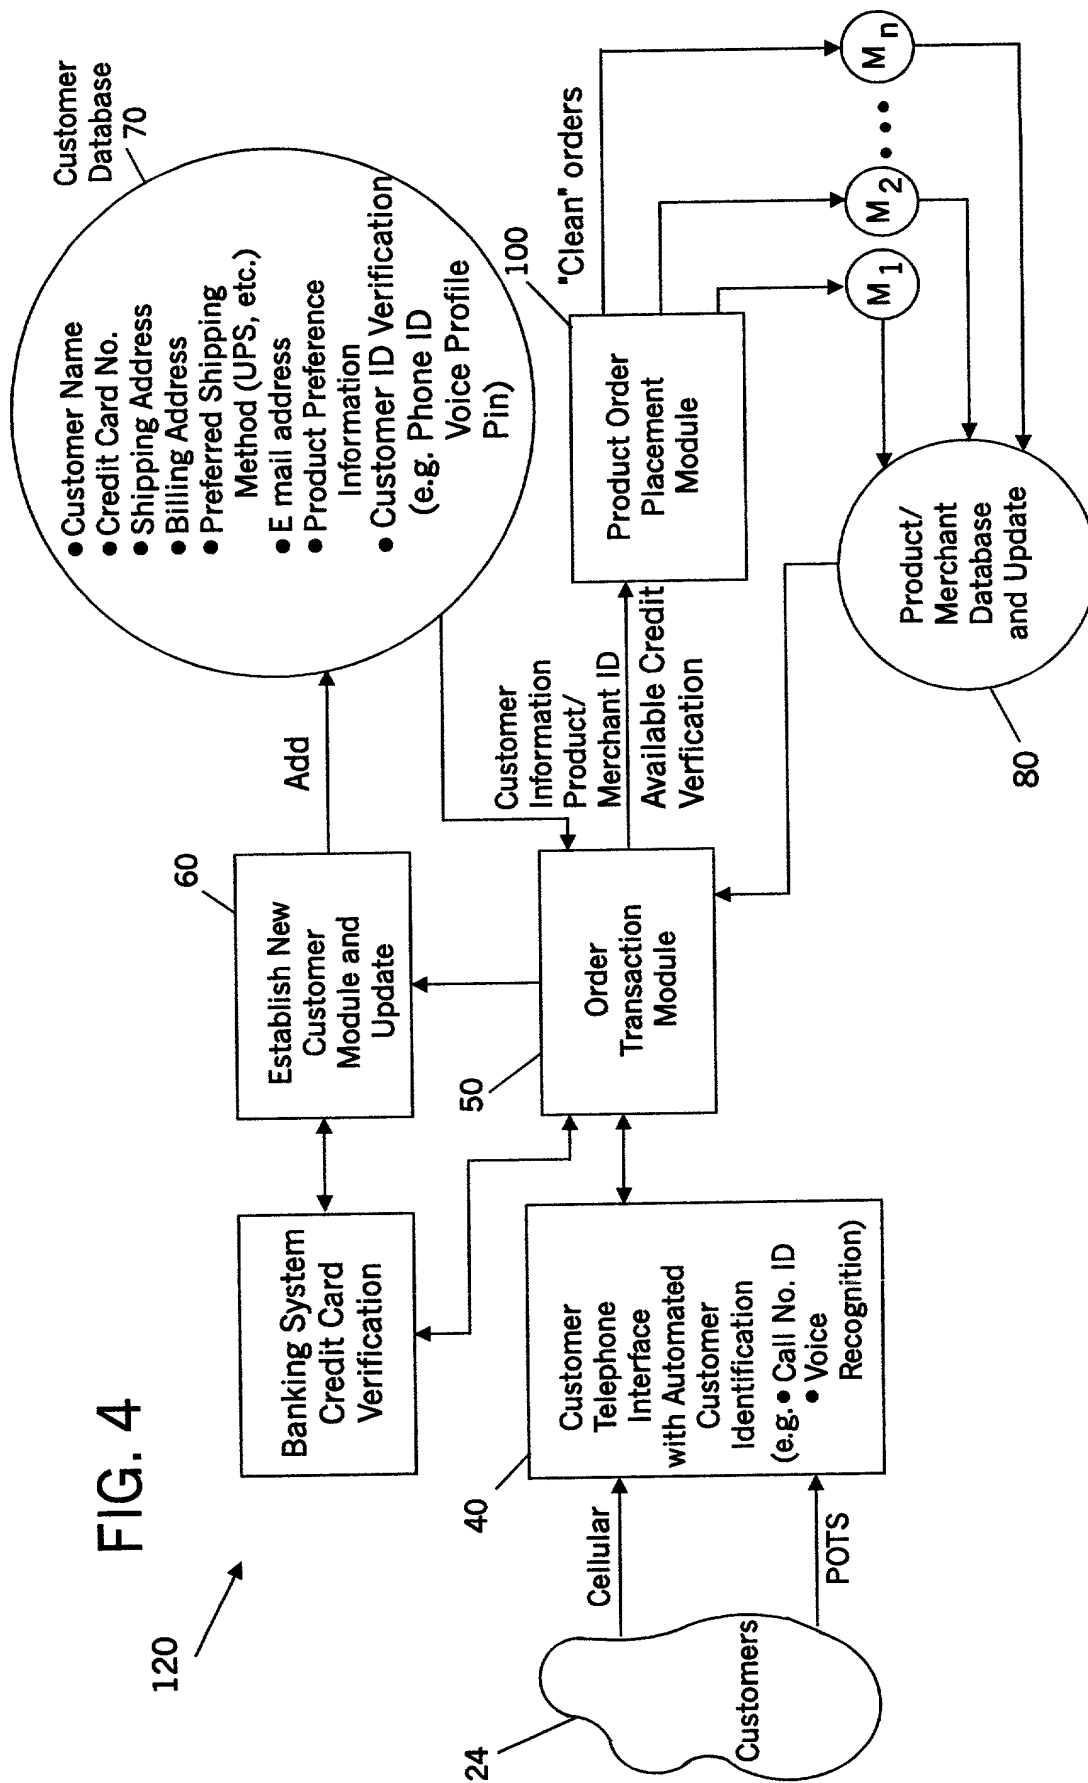 FIG. 4
120
Customer
Database
70
● Customer Name
● Credit Card No.
● Shipping Address
● Billing Address
● Preferred Shipping
Method (UPS, etc.)
● E mail address
● Product Preference
Information
● Customer ID Verification
(e.g. Phone ID
Voice Profile
Pin)
Banking System
Credit Card
Verification
60
Establish New
Customer
Module and
Update
Add
24
Customers
Cellular
POTS
40
Customer
Telephone
Interface
with Automated
Customer
Identification
(e.g. ● Call No. ID
● Voice
Recognition)
50
Order
Transaction
Module
Customer
Information
Product/
Merchant ID
Available Credit
Verfication
100
Product Order
Placement
Module
"Clean" orders
M1
M2
Mn
80
Product/
Merchant
Database
and Update